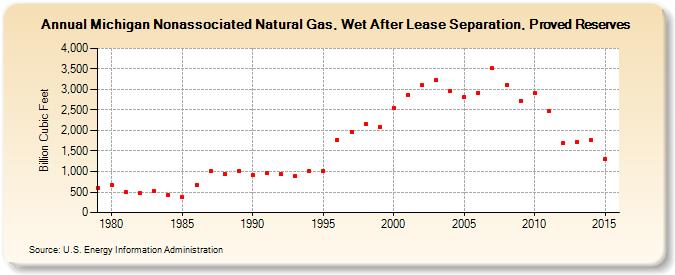 Annual Michigan Nonassociated Natural Gas, Wet After Lease Separation, Proved Reserves
Billion Cubic Feet
4,000
3,500
3,000
2,500
2,000
1,500
1,000
500
0
1980 1985 1990 1995 2000 2005 2010 2015
Source: U.S. Energy Information Administration